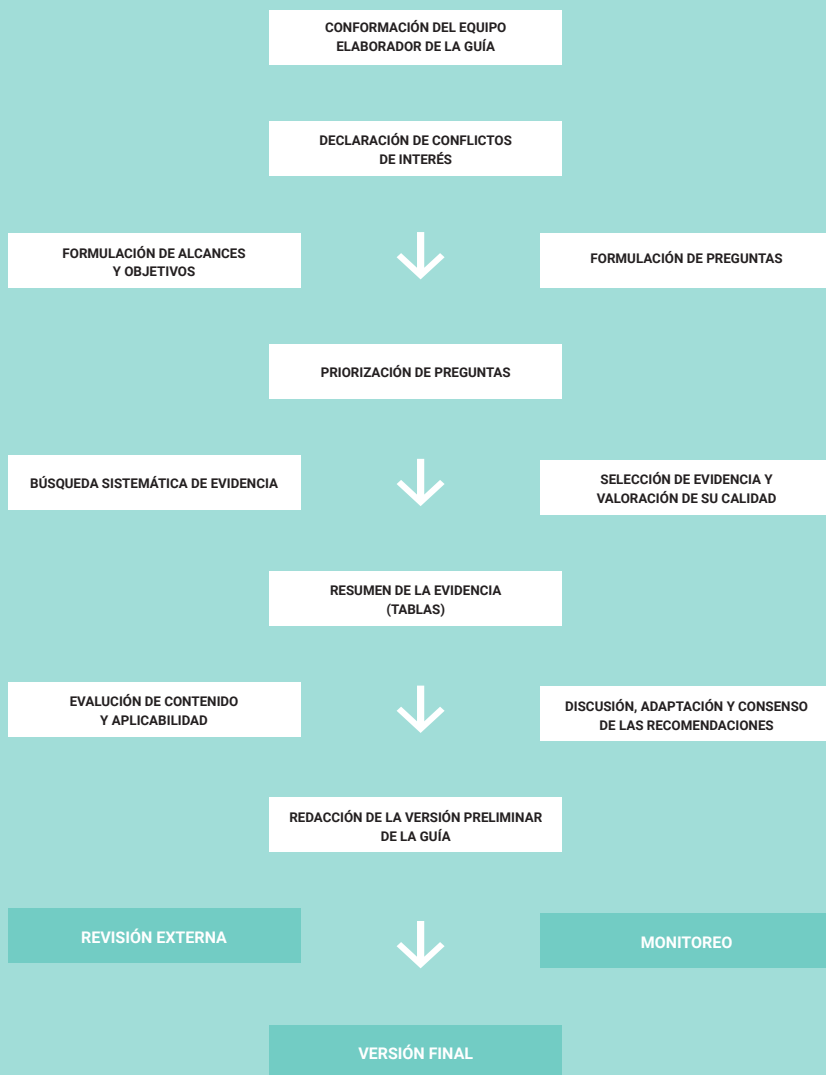 CONFORMACIÓN DEL EQUIPO
ELABORADOR DE LA GUÍA
DECLARACIÓN DE CONFLICTOS
DE INTERÉS
FORMULACIÓN DE ALCANCES
Y OBJETIVOS
FORMULACIÓN DE PREGUNTAS
PRIORIZACIÓN DE PREGUNTAS
BÚSQUEDA SISTEMÁTICA DE EVIDENCIA
SELECCIÓN DE EVIDENCIA Y
VALORACIÓN DE SU CALIDAD
RESUMEN DE LA EVIDENCIA
(TABLAS)
EVALUCIÓN DE CONTENIDO
Y APLICABILIDAD
DISCUSIÓN, ADAPTACIÓN Y CONSENSO
DE LAS RECOMENDACIONES
REDACCIÓN DE LA VERSIÓN PRELIMINAR
DE LA GUÍA
REVISIÓN EXTERNA
MONITOREO
VERSIÓN FINAL